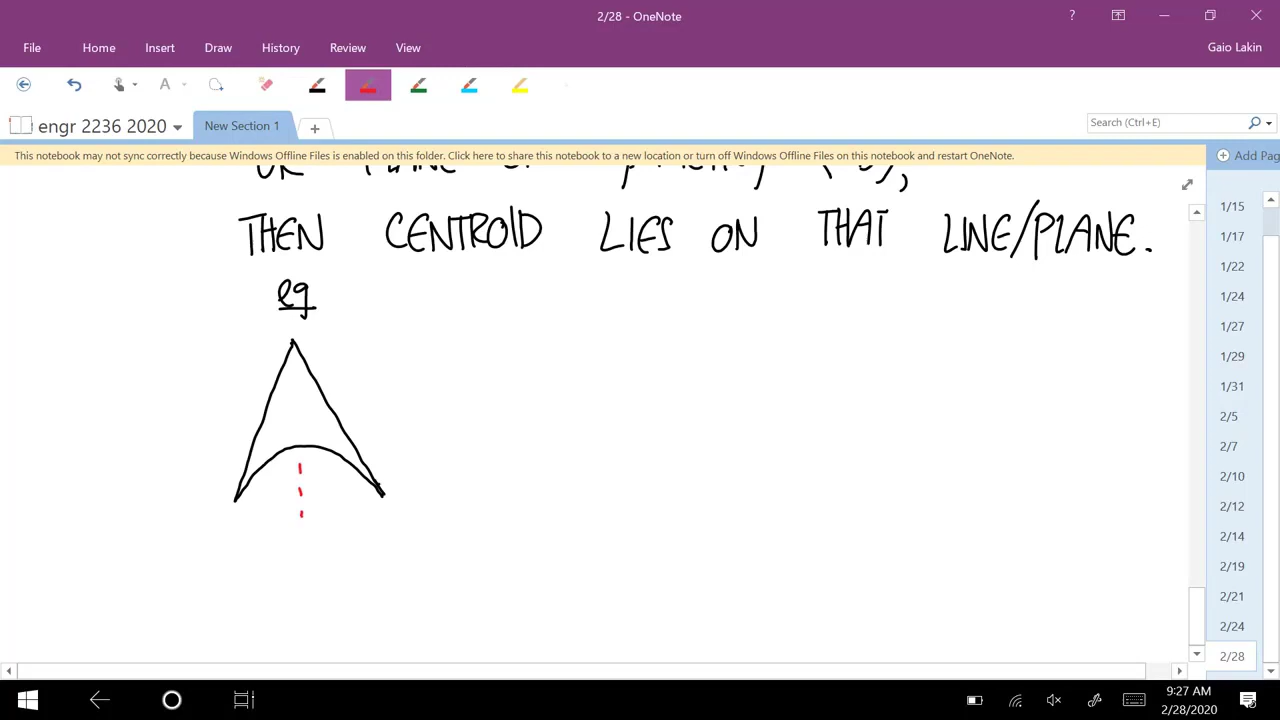 2/28 - OneNote
File Home Insert Draw History Review View
Gaio Lakin
engr 2236 2020
New Section 1
Search (Ctrl+E)
This notebook may not sync correctly because Windows Offline Files is enabled on this folder. Click here to share this notebook to a new location or turn off Windows Offline Files on this notebook and restart OneNote.
Add Pag
THEN CENTROID LIES ON THAT LINE/PLANE.
eg
1/15
1/17
1/22
1/24
1/27
1/29
1/31
2/5
2/7
2/10
2/12
2/14
2/19
2/21
2/24
2/28
9:27 AM
2/28/2020